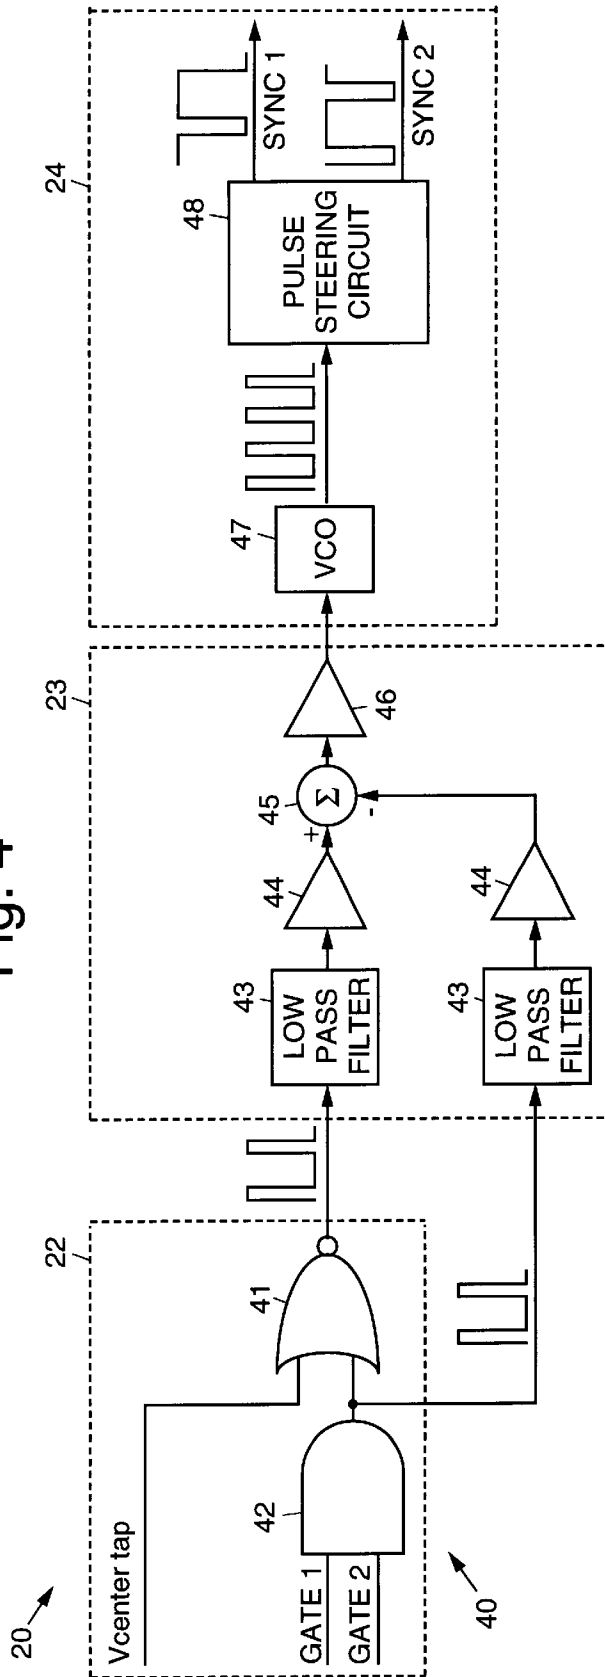 Fig. 4
20
22
Vcenter tap
GATE 1
GATE 2
42
41
40
23
43
LOW
PASS
FILTER
44
+
45
Σ
-
46
43
LOW
PASS
FILTER
44
24
47
VCO
48
PULSE
STEERING
CIRCUIT
SYNC 1
SYNC 2